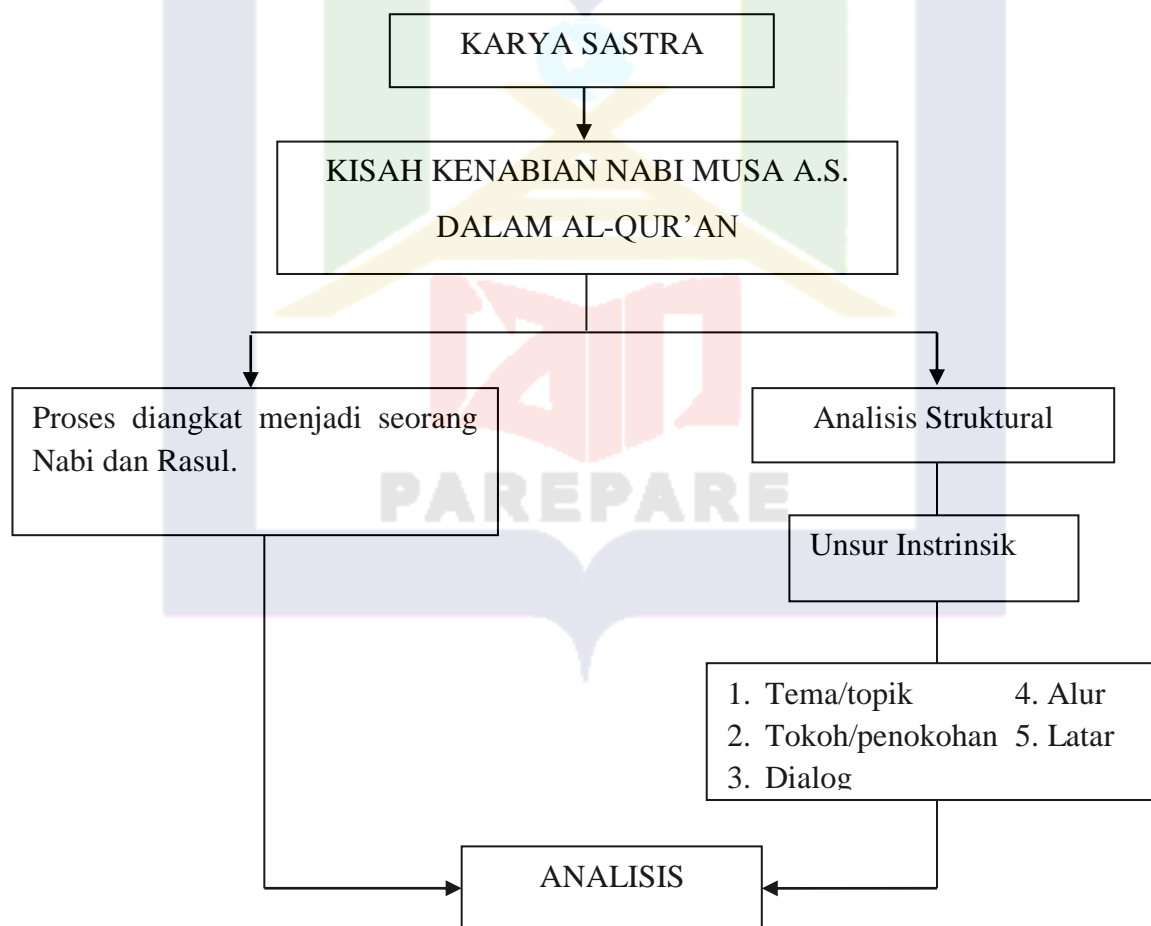 KARYA SASTRA
KISAH KENABIAN NABI MUSA A.S.
DALAM AL-QUR’AN
Proses diangkat menjadi seorang
Nabi dan Rasul.
Analisis Struktural
PAREPARE
Unsur Instrinsik
1. Tema/topik 4. Alur
2. Tokoh/penokohan 5. Latar
3. Dialog
ANALISIS